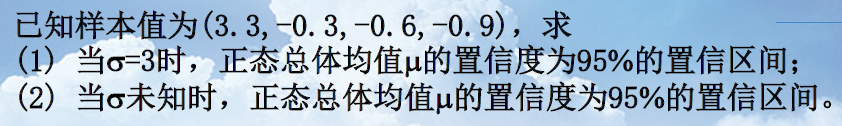 已知样本值为(3.3,-0.3,-0.6,-0.9)，求
(1) 当σ=3时，正态总体均值μ的置信度为95%的置信区间；
(2) 当σ未知时，正态总体均值μ的置信度为95%的置信区间。